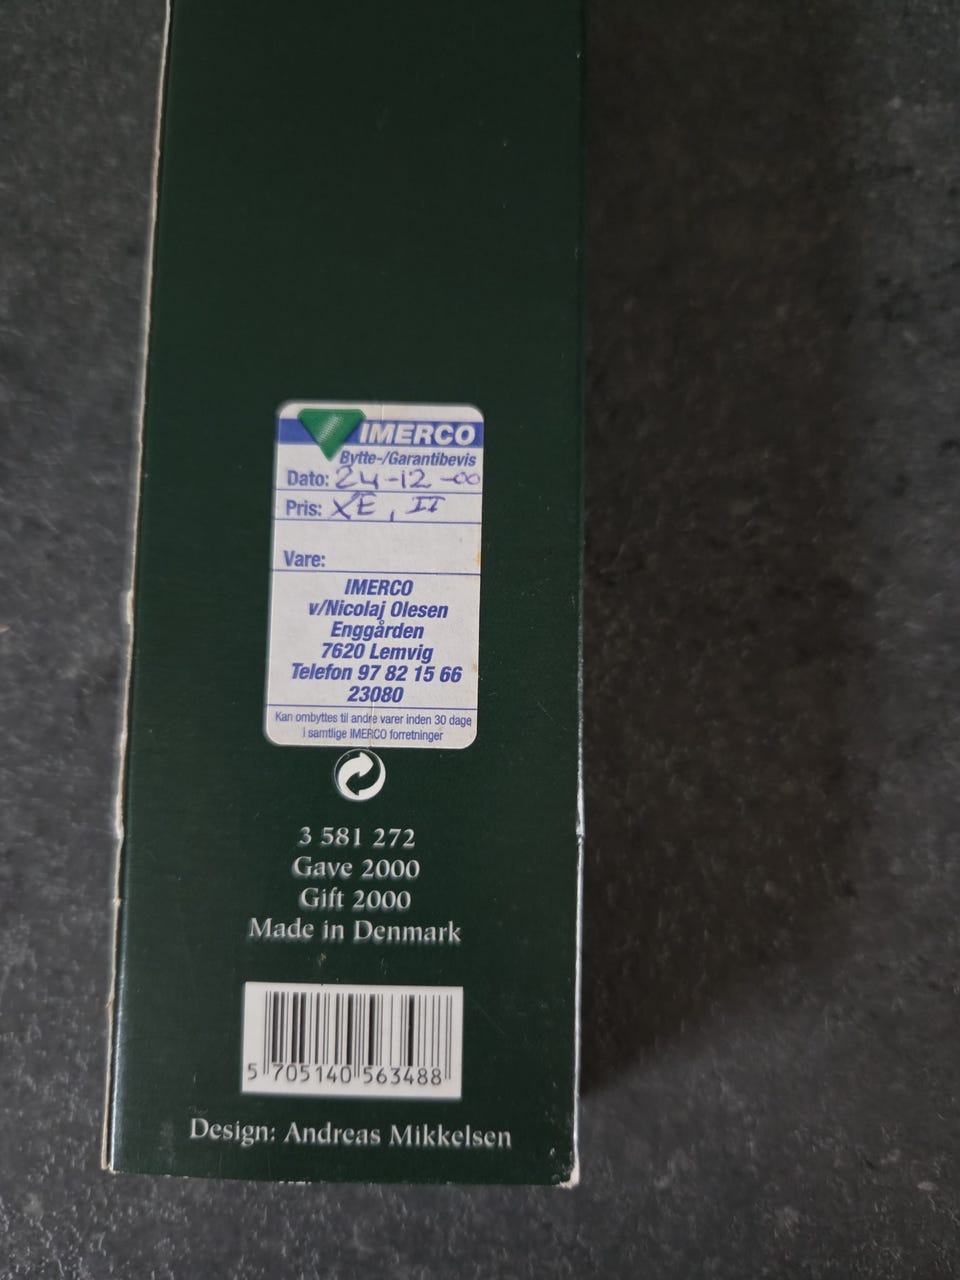 IMERCO
Bytte-/Garantibevis
Dato: 24-12-00
Pris: XE, II
Vare:
IMERCO
v/Nicolaj Olesen
Enggården
7620 Lemvig
Telefon 97 82 15 66
23080
Kan ombyttes til andre varer inden 30 dage
i samtlige IMERCO forretninger
3 581 272
Gave 2000
Gift 2000
Made in Denmark
5 705140 563488
Design: Andreas Mikkelsen